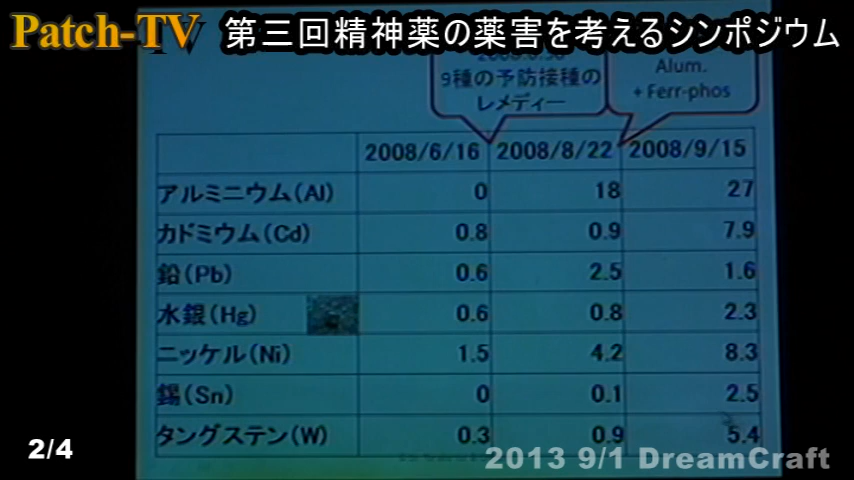 Patch-TV 第三回精神薬の薬害を考えるシンポジウム
9種の予防接種の
レメディー
Alum.
+ Ferr-phos
2008/6/16 2008/8/22 2008/9/15
アルミニウム(Al) 0 18 27
カドミウム(Cd) 0.8 0.9 7.9
鉛(Pb) 0.6 2.5 1.6
水銀(Hg) 0.6 0.8 2.3
ニッケル(Ni) 1.5 4.2 8.3
錫(Sn) 0 0.1 2.5
タングステン(W) 0.3 0.9 5.4
2/4
2013 9/1 DreamCraft